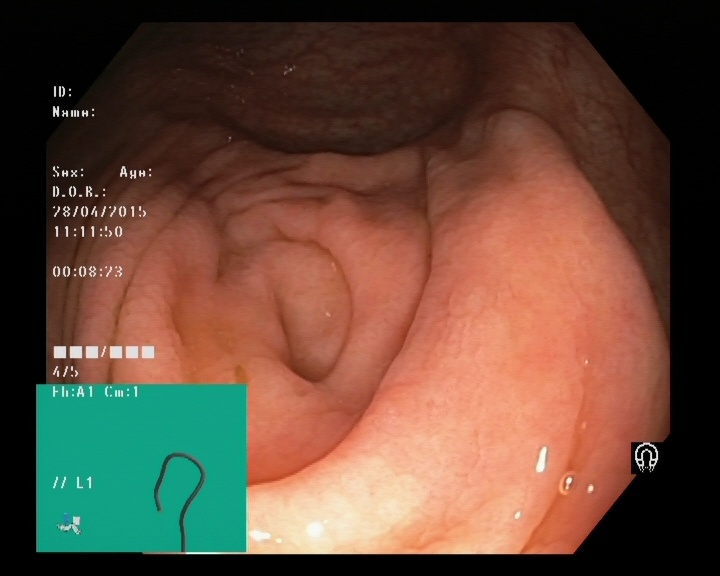 ID:
Name:
Sex: Age:
D.O.B.:
28/04/2015
11:11:50
00:08:23
■■■/■■■
4/5
Eh:A1 Cm:1
// L1